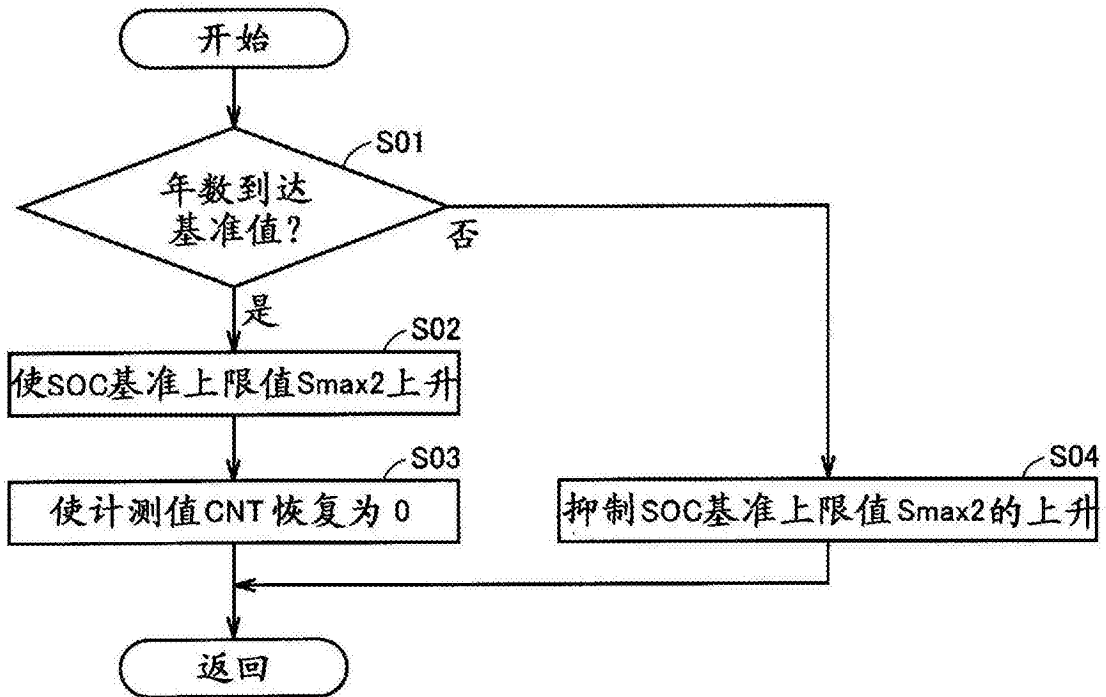 开始
S01
年数到达
基准值?
否
是
S02
使SOC基准上限值Smax2上升
S03
使计测值CNT恢复为0
S04
抑制SOC基准上限值Smax2的上升
返回